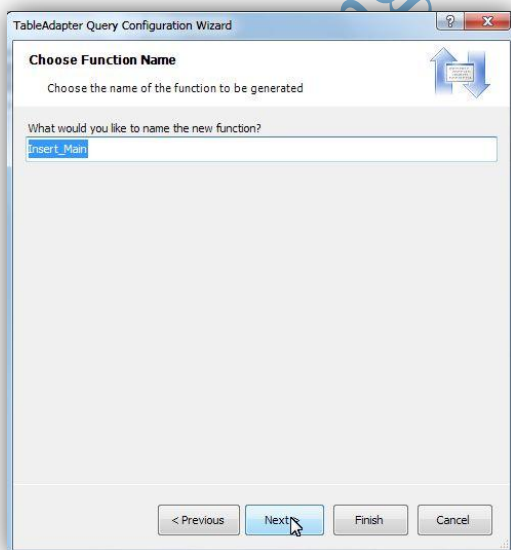 TableAdapter Query Configuration Wizard
Choose Function Name
Choose the name of the function to be generated
What would you like to name the new function?
Insert_Main
< Previous
Next >
Finish
Cancel